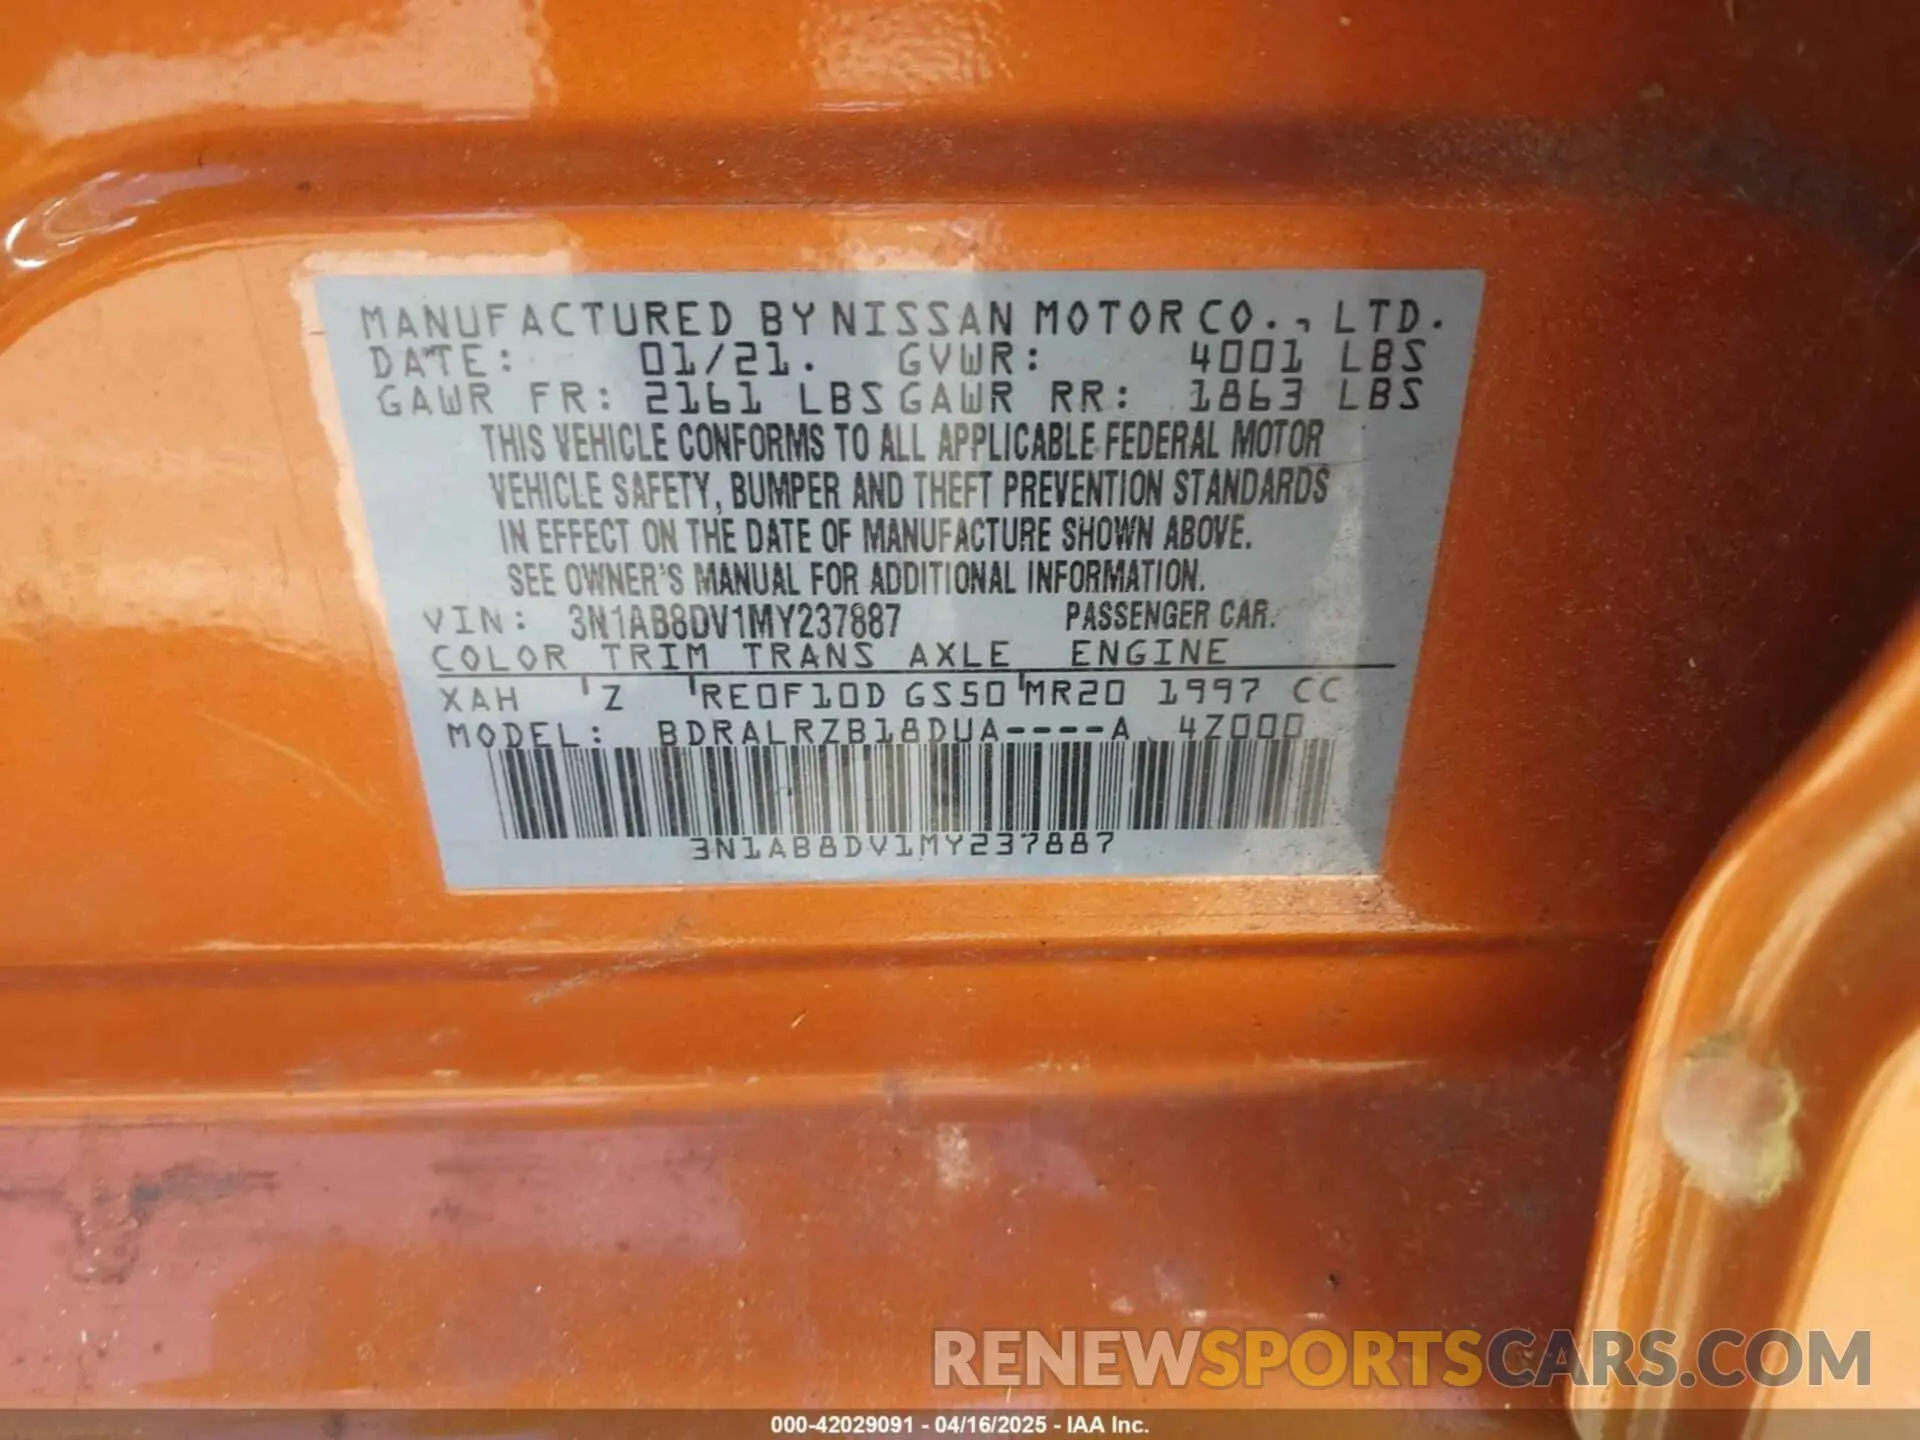 MANUFACTURED BY NISSAN MOTOR CO., LTD.
DATE: 01/21. GVWR: 4001 LBS
GAWR FR: 2161 LBS GAWR RR: 1863 LBS
THIS VEHICLE CONFORMS TO ALL APPLICABLE FEDERAL MOTOR
VEHICLE SAFETY, BUMPER AND THEFT PREVENTION STANDARDS
IN EFFECT ON THE DATE OF MANUFACTURE SHOWN ABOVE.
SEE OWNER'S MANUAL FOR ADDITIONAL INFORMATION.
VIN: 3N1AB8DV1MY237887 PASSENGER CAR.
COLOR TRIM TRANS AXLE ENGINE
XAH Z RE0F10D GS50 MR20 1997 CC
MODEL: BDRALRZB18DUA----A 4Z000
3N1AB8DV1MY237887
RENEWSPORTSCARS.COM
000-42029091 - 04/16/2025 - IAA Inc.